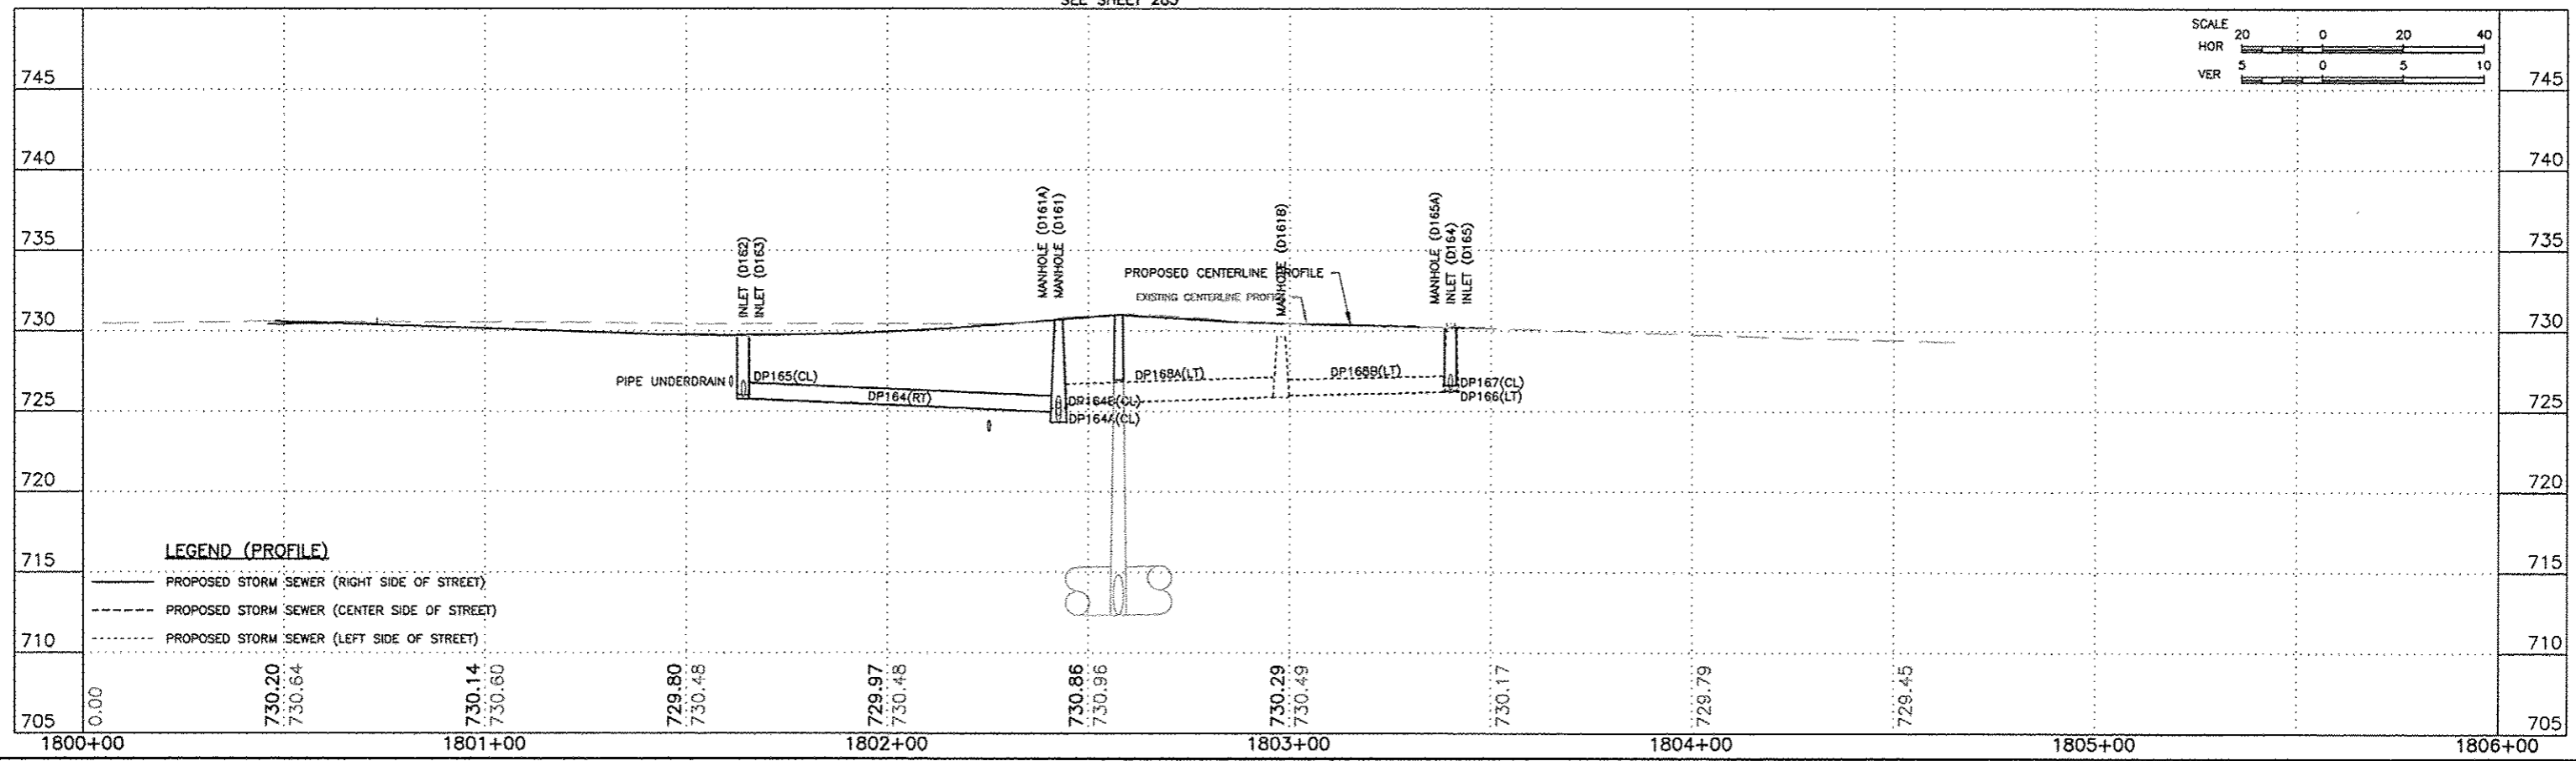 SEE SHEET 285
SCALE
HOR
20 0 20 40
VER
5 0 5 10
745 745
740 740
735 735
730 730
725 725
720 720
715 715
710 710
705 705
INLET (D162)
INLET (D163)
MANHOLE (D161A)
MANHOLE (D161)
MANHOLE (D161B)
MANHOLE (D165A)
INLET (D164)
INLET (D165)
PROPOSED CENTERLINE PROFILE
EXISTING CENTERLINE PROFILE
PIPE UNDERDRAIN
DP165(CL)
DP164(RT)
DP164B(CL)
DP164A(CL)
DP168A(LT)
DP168B(LT)
DP167(CL)
DP166(LT)
LEGEND (PROFILE)
PROPOSED STORM SEWER (RIGHT SIDE OF STREET)
PROPOSED STORM SEWER (CENTER SIDE OF STREET)
PROPOSED STORM SEWER (LEFT SIDE OF STREET)
0.00
730.20
730.64
730.14
730.60
729.80
730.48
729.97
730.48
730.86
730.96
730.29
730.49
730.17
729.79
729.45
1800+00 1801+00 1802+00 1803+00 1804+00 1805+00 1806+00